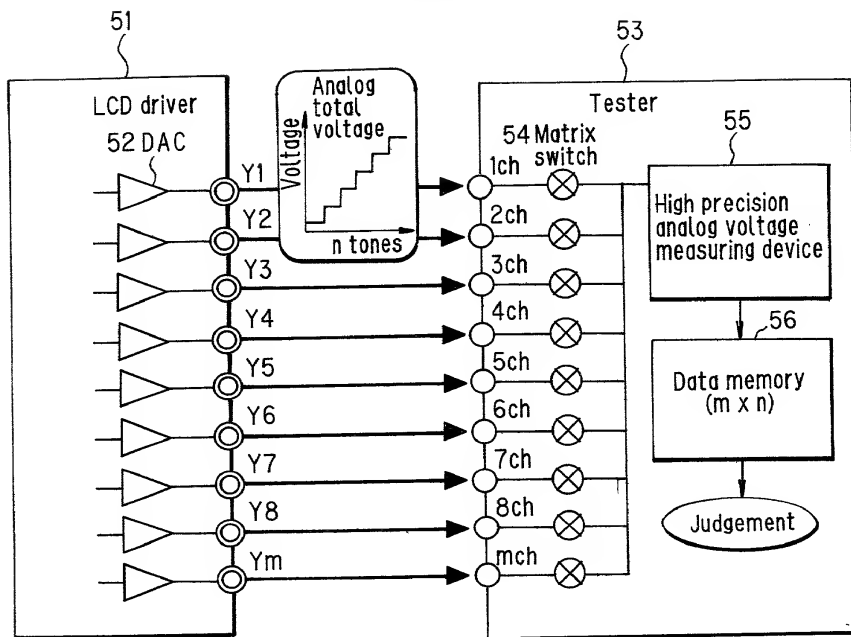 51
LCD driver
52 DAC
Y1
Y2
Y3
Y4
Y5
Y6
Y7
Y8
Ym
Analog
total
voltage
Voltage
n tones
53
Tester
54 Matrix
switch
1ch
2ch
3ch
4ch
5ch
6ch
7ch
8ch
mch
55
High precision
analog voltage
measuring device
56
Data memory
(m x n)
Judgement